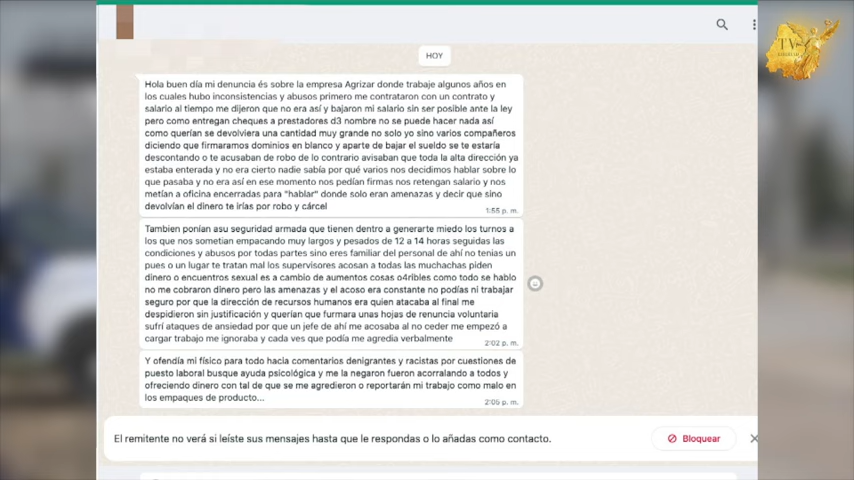 HOY
Hola buen día mi denuncia és sobre la empresa Agrizar donde trabaje algunos años en
los cuales hubo inconsistencias y abusos primero me contrataron con un contrato y
salario al tiempo me dijeron que no era así y bajaron mi salario sin ser posible ante la ley
pero como entregan cheques a prestadores d3 nombre no se puede hacer nada así
como querían se devolviera una cantidad muy grande no solo yo sino varios compañeros
diciendo que firmaramos dominios en blanco y aparte de bajar el sueldo se te estaría
descontando o te acusaban de robo de lo contrario avisaban que toda la alta dirección ya
estaba enterada y no era cierto nadie sabía por qué varios nos decidimos hablar sobre lo
que pasaba y no era así en ese momento nos pedían firmas nos retengan salario y nos
metían a oficina encerradas para "hablar" donde solo eran amenazas y decir que sino
devolvían el dinero te irías por robo y cárcel
1:55 p. m.
Tambien ponían asu seguridad armada que tienen dentro a generarte miedo los turnos a
los que nos sometian empacando muy largos y pesados de 12 a 14 horas seguidas las
condiciones y abusos por todas partes sino eres familiar del personal de ahí no tenias un
pues o un lugar te tratan mal los supervisores acosan a todas las muchachas piden
dinero o encuentros sexual es a cambio de aumentos cosas o4ribles como todo se hablo
no me cobraron dinero pero las amenazas y el acoso era constante no podías ni trabajar
seguro por que la dirección de recursos humanos era quien atacaba al final me
despidieron sin justificación y querían que furmara unas hojas de renuncia voluntaria
sufrí ataques de ansiedad por que un jefe de ahí me acosaba al no ceder me empezó a
cargar trabajo me ignoraba y cada ves que podía me agredia verbalmente
2:02 p. m.
Y ofendía mi físico para todo hacia comentarios denigrantes y racistas por cuestiones de
puesto laboral busque ayuda psicológica y me la negaron fueron acorralando a todos y
ofreciendo dinero con tal de que se me agredieron o reportarán mi trabajo como malo en
los empaques de producto...
2:05 p. m.
El remitente no verá si leíste sus mensajes hasta que le respondas o lo añadas como contacto.
Bloquear
TV